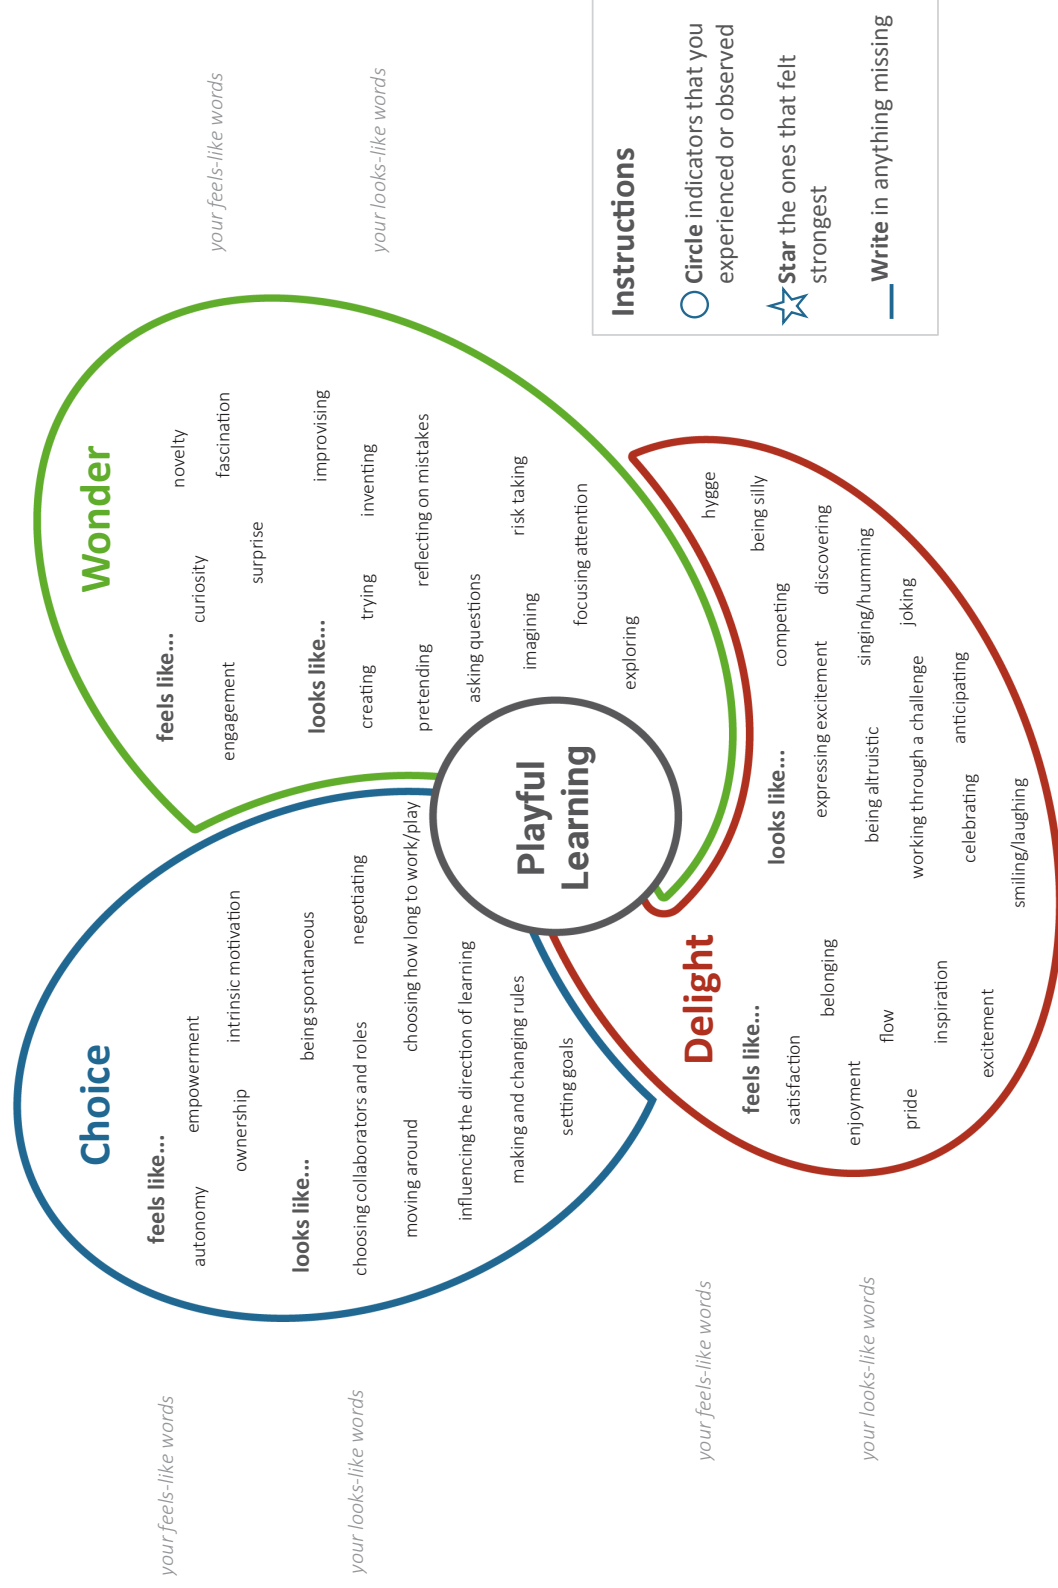 Choice
feels like...
autonomy
empowerment
ownership
intrinsic motivation
looks like...
being spontaneous
choosing collaborators and roles
negotiating
moving around
choosing how long to work/play
influencing the direction of learning
making and changing rules
setting goals
your feels-like words
your looks-like words
Wonder
feels like...
novelty
curiosity
fascination
engagement
surprise
looks like...
improvising
creating
trying
inventing
pretending
reflecting on mistakes
asking questions
risk taking
imagining
focusing attention
exploring
your feels-like words
your looks-like words
Playful
Learning
Delight
feels like...
satisfaction
belonging
enjoyment
flow
pride
inspiration
excitement
looks like...
hygge
being silly
competing
expressing excitement
discovering
being altruistic
singing/humming
working through a challenge
joking
celebrating
anticipating
smiling/laughing
your feels-like words
your looks-like words
Instructions
Circle indicators that you
experienced or observed
Star the ones that felt
strongest
Write in anything missing